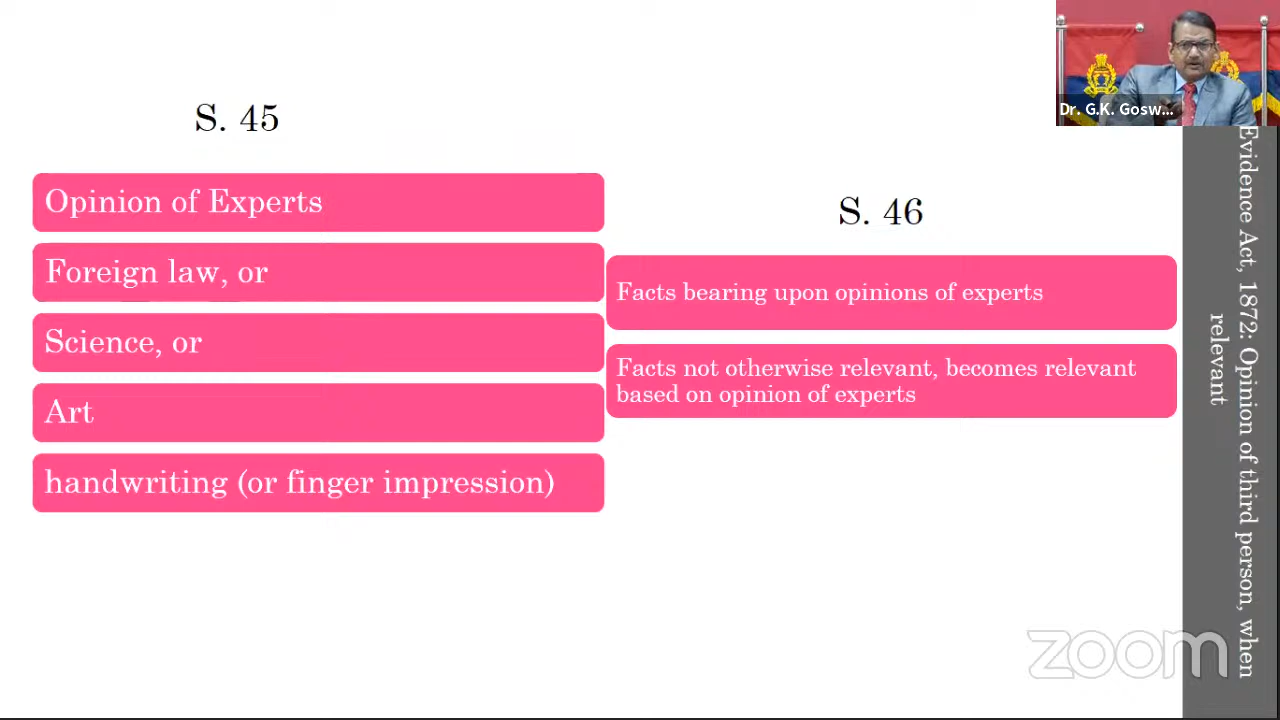 S. 45
Opinion of Experts
Foreign law, or
Science, or
Art
handwriting (or finger impression)
S. 46
Facts bearing upon opinions of experts
Facts not otherwise relevant, becomes relevant
based on opinion of experts
Evidence Act, 1872: Opinion of third person, when
relevant
Dr. G.K. Gosw...
zoom